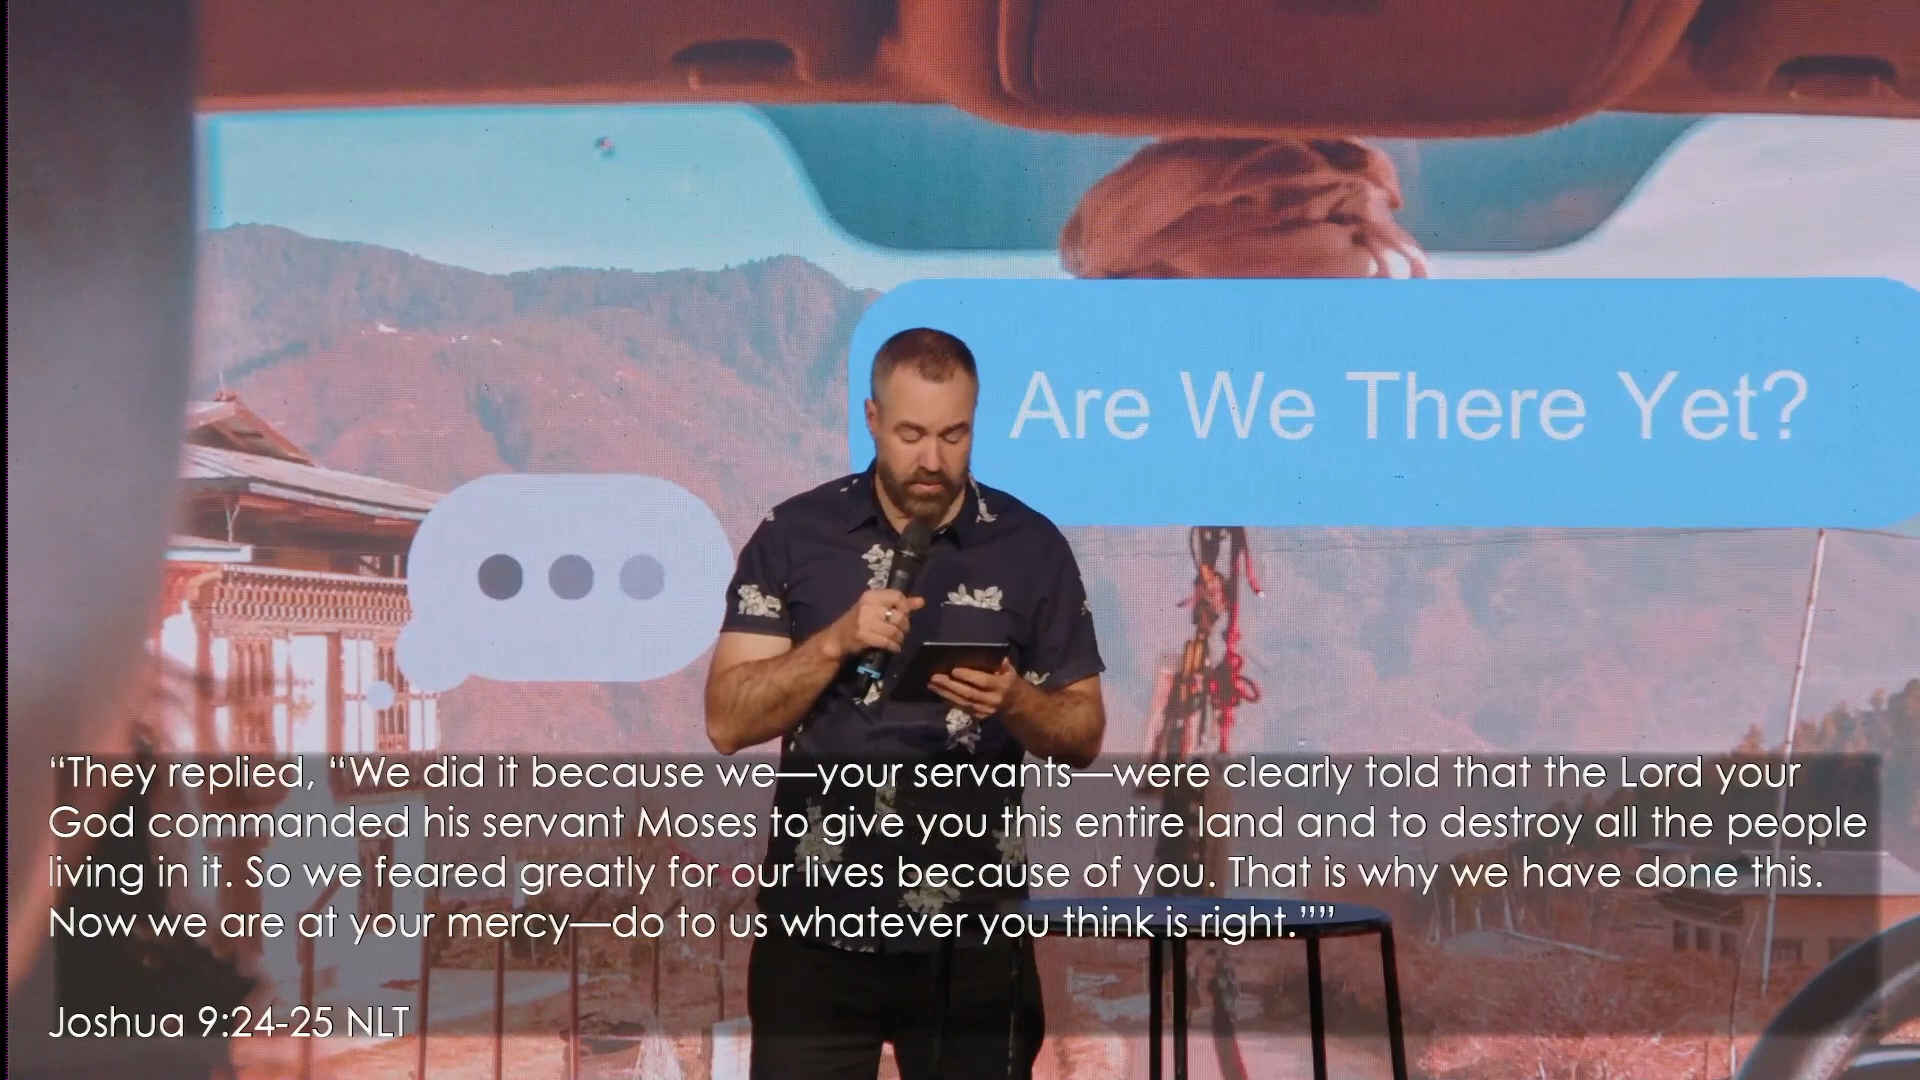 Are We There Yet?
“They replied, “We did it because we—your servants—were clearly told that the Lord your
God commanded his servant Moses to give you this entire land and to destroy all the people
living in it. So we feared greatly for our lives because of you. That is why we have done this.
Now we are at your mercy—do to us whatever you think is right.””
Joshua 9:24-25 NLT